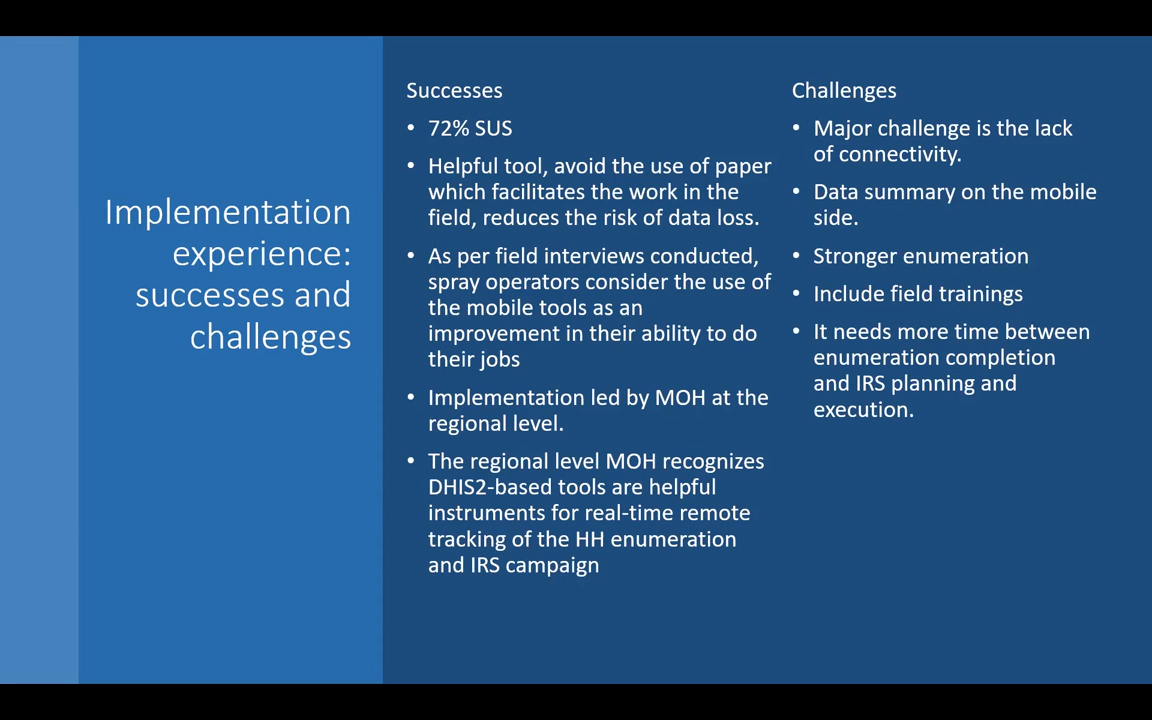 Implementation
experience:
successes and
challenges
Successes
• 72% SUS
• Helpful tool, avoid the use of paper
which facilitates the work in the
field, reduces the risk of data loss.
• As per field interviews conducted,
spray operators consider the use of
the mobile tools as an
improvement in their ability to do
their jobs
• Implementation led by MOH at the
regional level.
• The regional level MOH recognizes
DHIS2-based tools are helpful
instruments for real-time remote
tracking of the HH enumeration
and IRS campaign
Challenges
• Major challenge is the lack
of connectivity.
• Data summary on the mobile
side.
• Stronger enumeration
• Include field trainings
• It needs more time between
enumeration completion
and IRS planning and
execution.